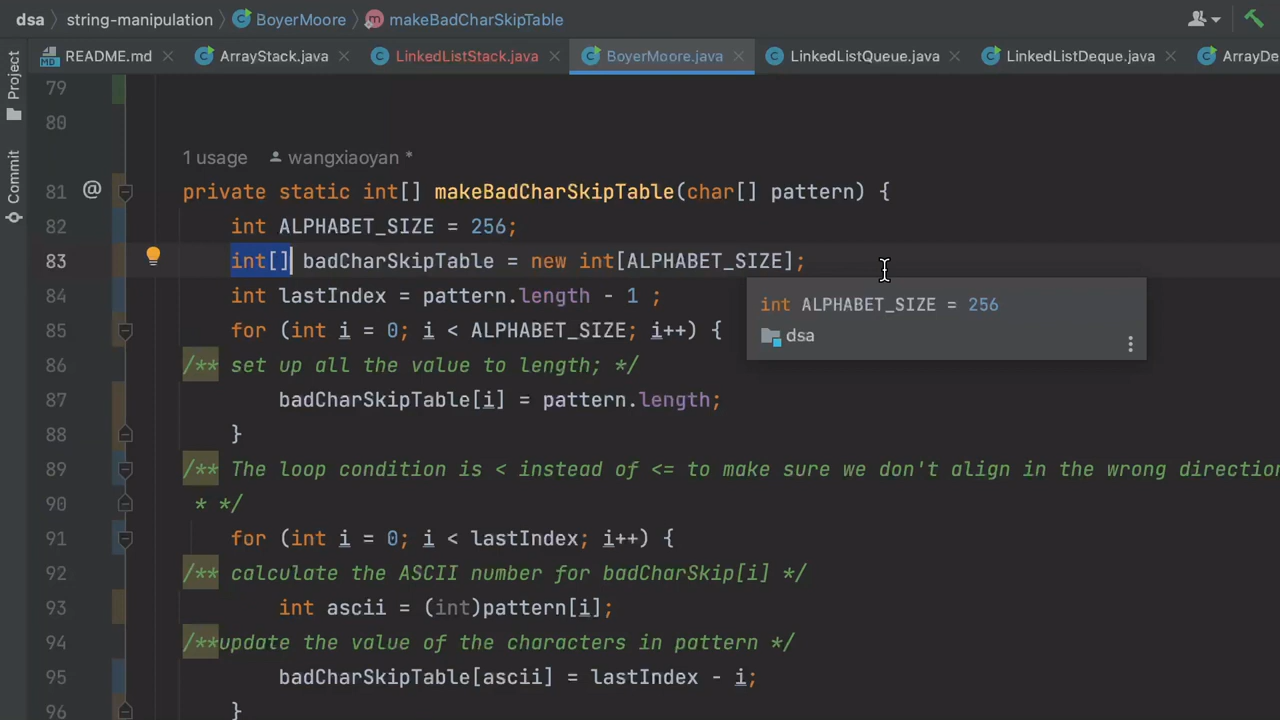 dsa string-manipulation BoyerMoore makeBadCharSkipTable
README.md ArrayStack.java LinkedListStack.java BoyerMoore.java LinkedListQueue.java LinkedListDeque.java ArrayDe
Project
Commit
79
80
1 usage wangxiaoyan *
81 @ private static int[] makeBadCharSkipTable(char[] pattern) {
82 int ALPHABET_SIZE = 256;
83 int[] badCharSkipTable = new int[ALPHABET_SIZE];
84 int lastIndex = pattern.length - 1 ;
int ALPHABET_SIZE = 256
dsa
85 for (int i = 0; i < ALPHABET_SIZE; i++) {
86 /** set up all the value to length; */
87 badCharSkipTable[i] = pattern.length;
88 }
89 /** The loop condition is < instead of <= to make sure we don't align in the wrong direction
90 * */
91 for (int i = 0; i < lastIndex; i++) {
92 /** calculate the ASCII number for badCharSkip[i] */
93 int ascii = (int)pattern[i];
94 /**update the value of the characters in pattern */
95 badCharSkipTable[ascii] = lastIndex - i;
96 }